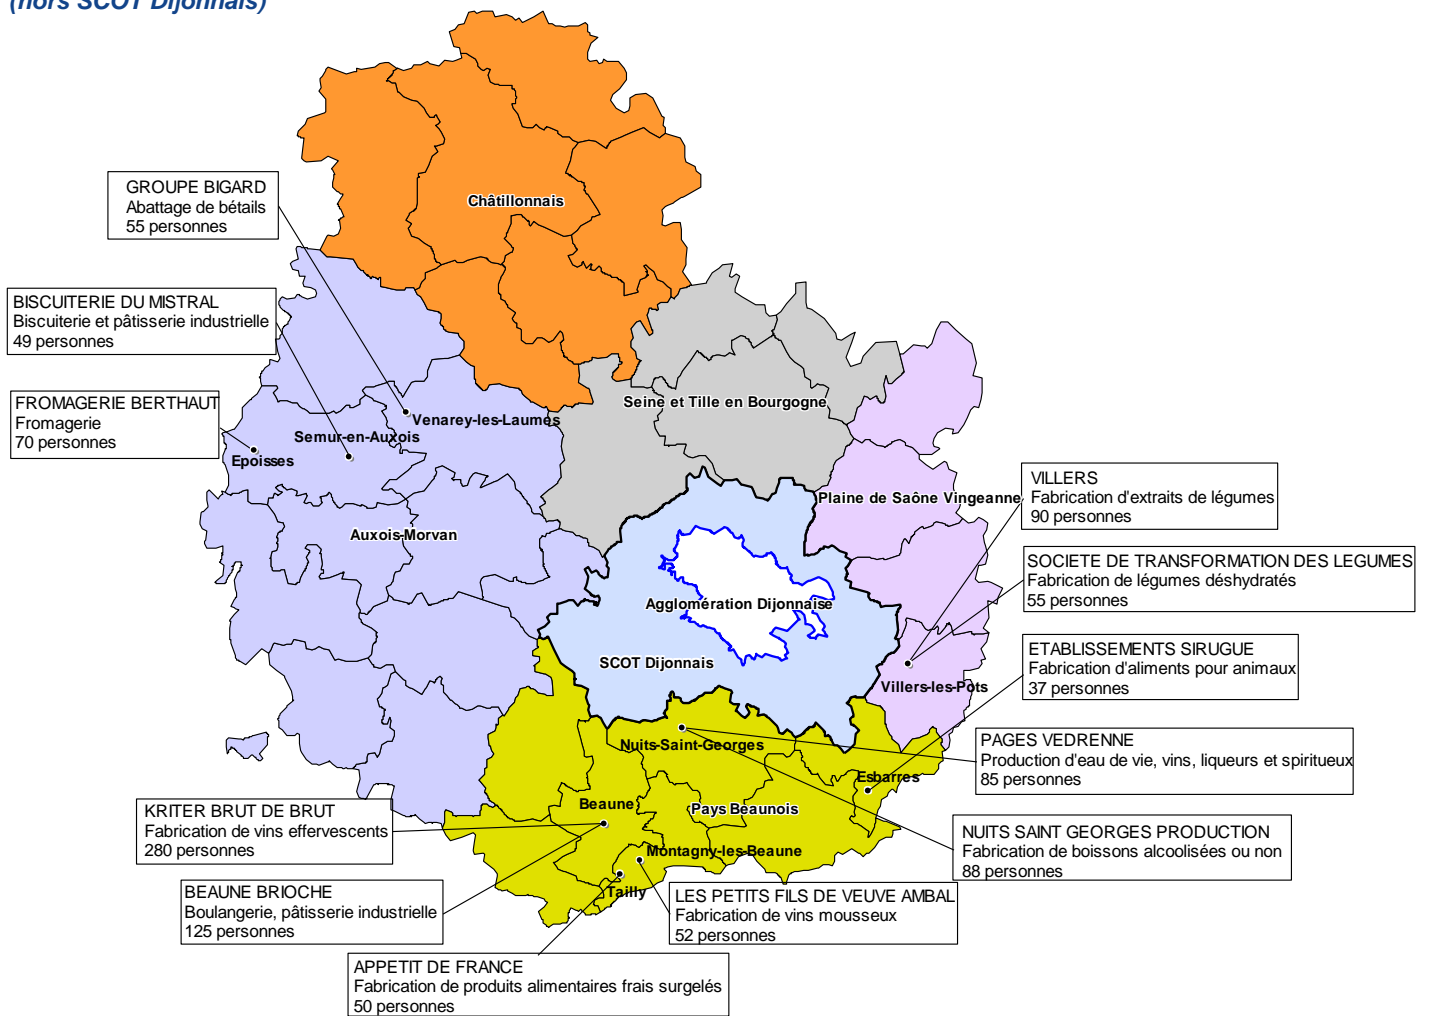 (hors SCOT Dijonnais)
GROUPE BIGARD
Abattage de bétails
55 personnes
Châtillonnais
BISCUITERIE DU MISTRAL
Biscuiterie et pâtisserie industrielle
49 personnes
FROMAGERIE BERTHAUT
Fromagerie
70 personnes
Seine et Tille en Bourgogne
Venarey-les-Laumes
Semur-en-Auxois
Epoisses
Plaine de Saône Vingeanne
VILLERS
Fabrication d'extraits de légumes
90 personnes
Auxois-Morvan
SOCIETE DE TRANSFORMATION DES LEGUMES
Fabrication de légumes déshydratés
55 personnes
Agglomération Dijonnaise
SCOT Dijonnais
ETABLISSEMENTS SIRUGUE
Fabrication d'aliments pour animaux
37 personnes
Villers-les-Pots
Nuits-Saint-Georges
PAGES VEDRENNE
Production d'eau de vie, vins, liqueurs et spiritueux
85 personnes
Esbarres
Beaune
Pays Beaunois
KRITER BRUT DE BRUT
Fabrication de vins effervescents
280 personnes
NUITS SAINT GEORGES PRODUCTION
Fabrication de boissons alcoolisées ou non
88 personnes
Montagny-les-Beaune
Tailly
BEAUNE BRIOCHE
Boulangerie, pâtisserie industrielle
125 personnes
LES PETITS FILS DE VEUVE AMBAL
Fabrication de vins mousseux
52 personnes
APPETIT DE FRANCE
Fabrication de produits alimentaires frais surgelés
50 personnes